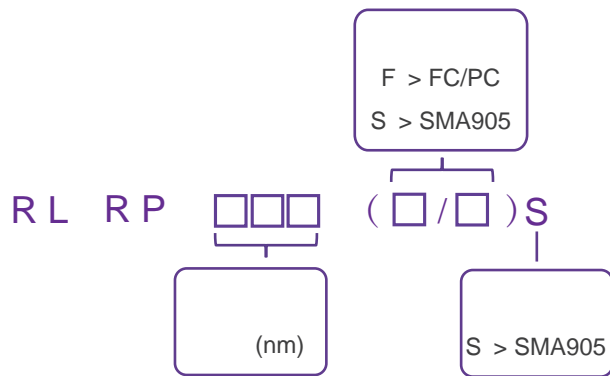 F > FC/PC
S > SMA905
RL RP □□□ (□/□)S
(nm)
S > SMA905